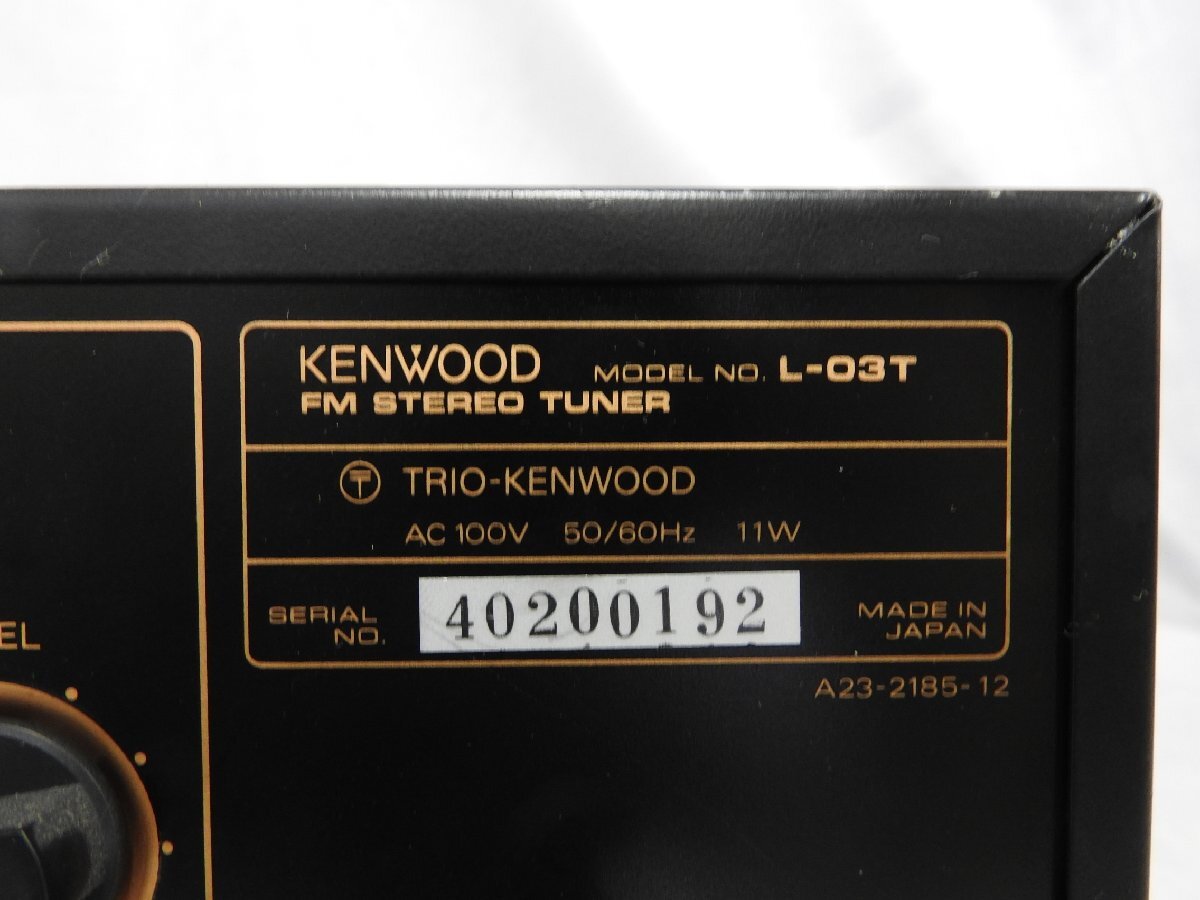 KENWOOD MODEL NO. L-03T
FM STEREO TUNER
TRIO-KENWOOD
AC 100V 50/60Hz 11W
SERIAL NO. 40200192
MADE IN JAPAN
A23-2185-12